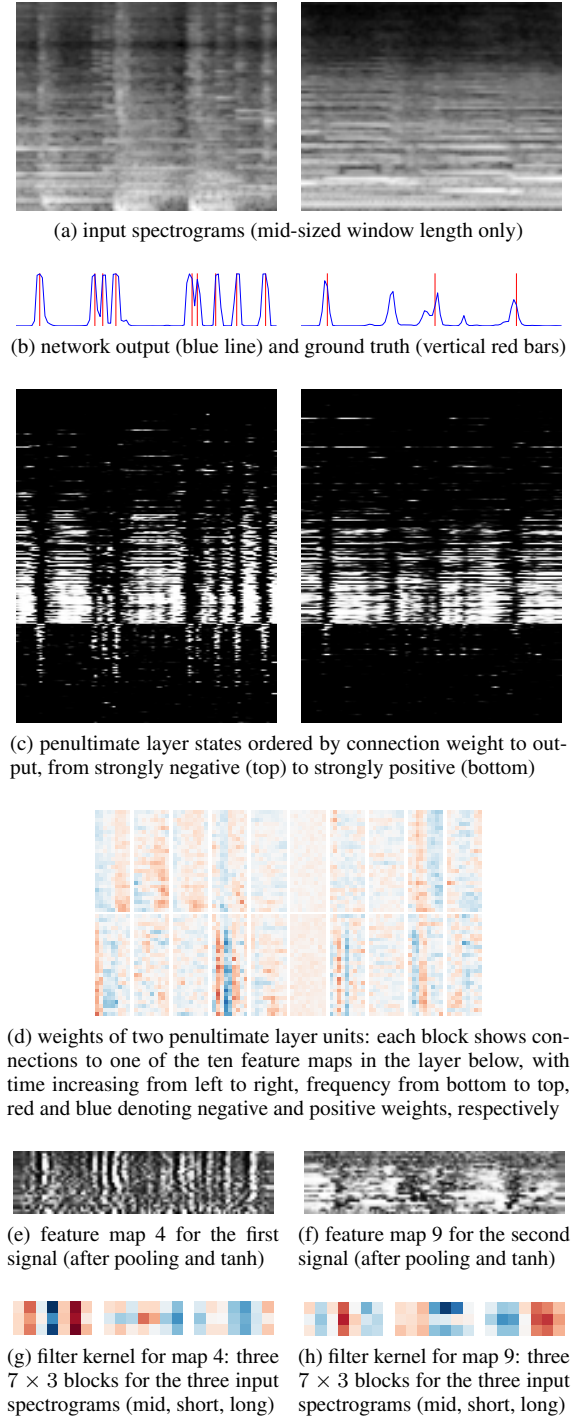 (a) input spectrograms (mid-sized window length only)
(b) network output (blue line) and ground truth (vertical red bars)
(c) penultimate layer states ordered by connection weight to out-
put, from strongly negative (top) to strongly positive (bottom)
(d) weights of two penultimate layer units: each block shows con-
nections to one of the ten feature maps in the layer below, with
time increasing from left to right, frequency from bottom to top,
red and blue denoting negative and positive weights, respectively
(e) feature map 4 for the first
signal (after pooling and tanh)
(f) feature map 9 for the second
signal (after pooling and tanh)
(g) filter kernel for map 4: three
7 × 3 blocks for the three input
spectrograms (mid, short, long)
(h) filter kernel for map 9: three
7 × 3 blocks for the three input
spectrograms (mid, short, long)